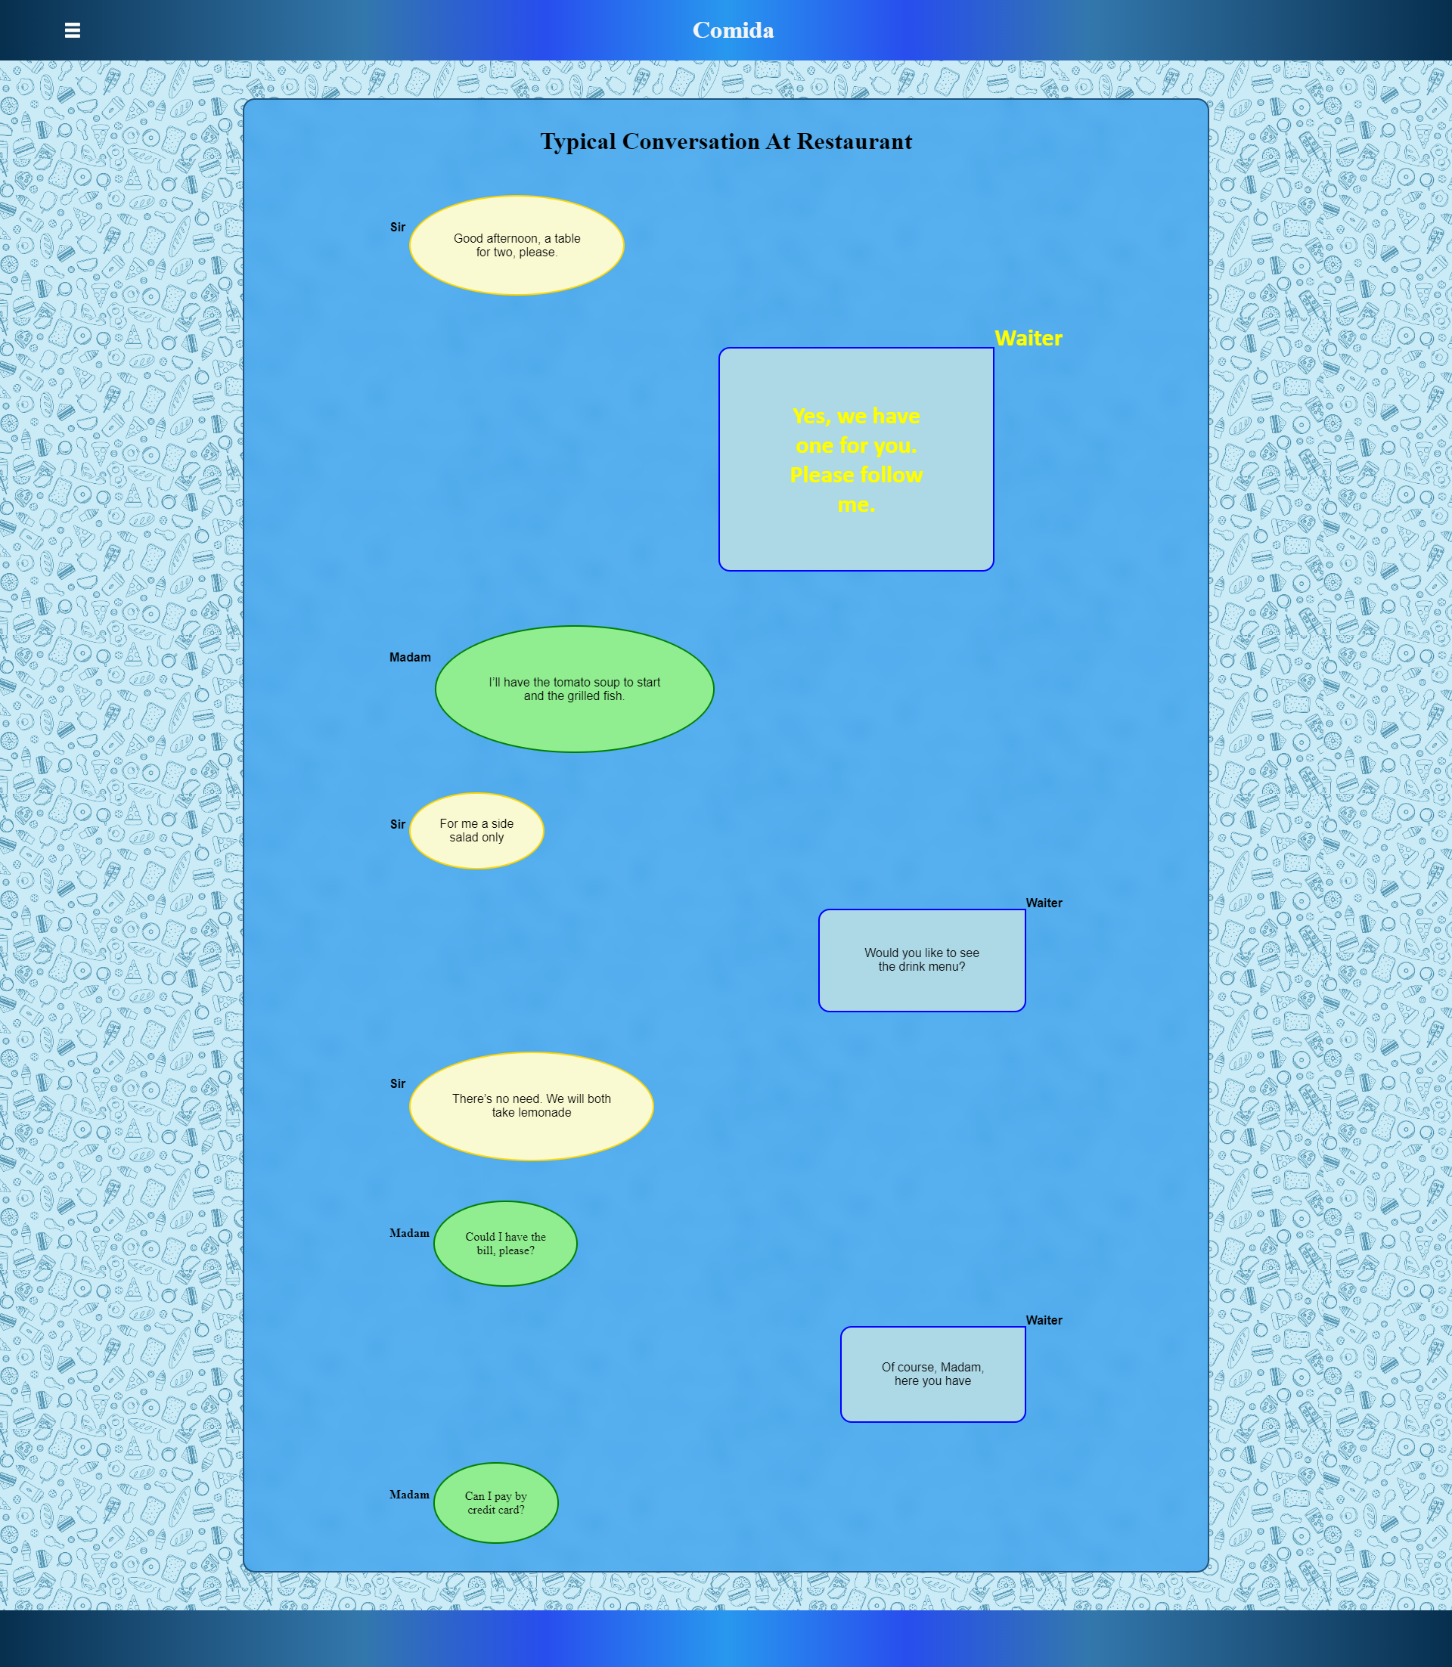 Comida
Typical Conversation At Restaurant
Sir
Good afternoon, a table
for two, please.
Waiter
Yes, we have
one for you.
Please follow
me.
Madam
I'll have the tomato soup to start
and the grilled fish.
Sir
For me a side
salad only
Waiter
Would you like to see
the drink menu?
Sir
There's no need. We will both
take lemonade
Madam
Could I have the
bill, please?
Waiter
Of course, Madam,
here you have
Madam
Can I pay by
credit card?